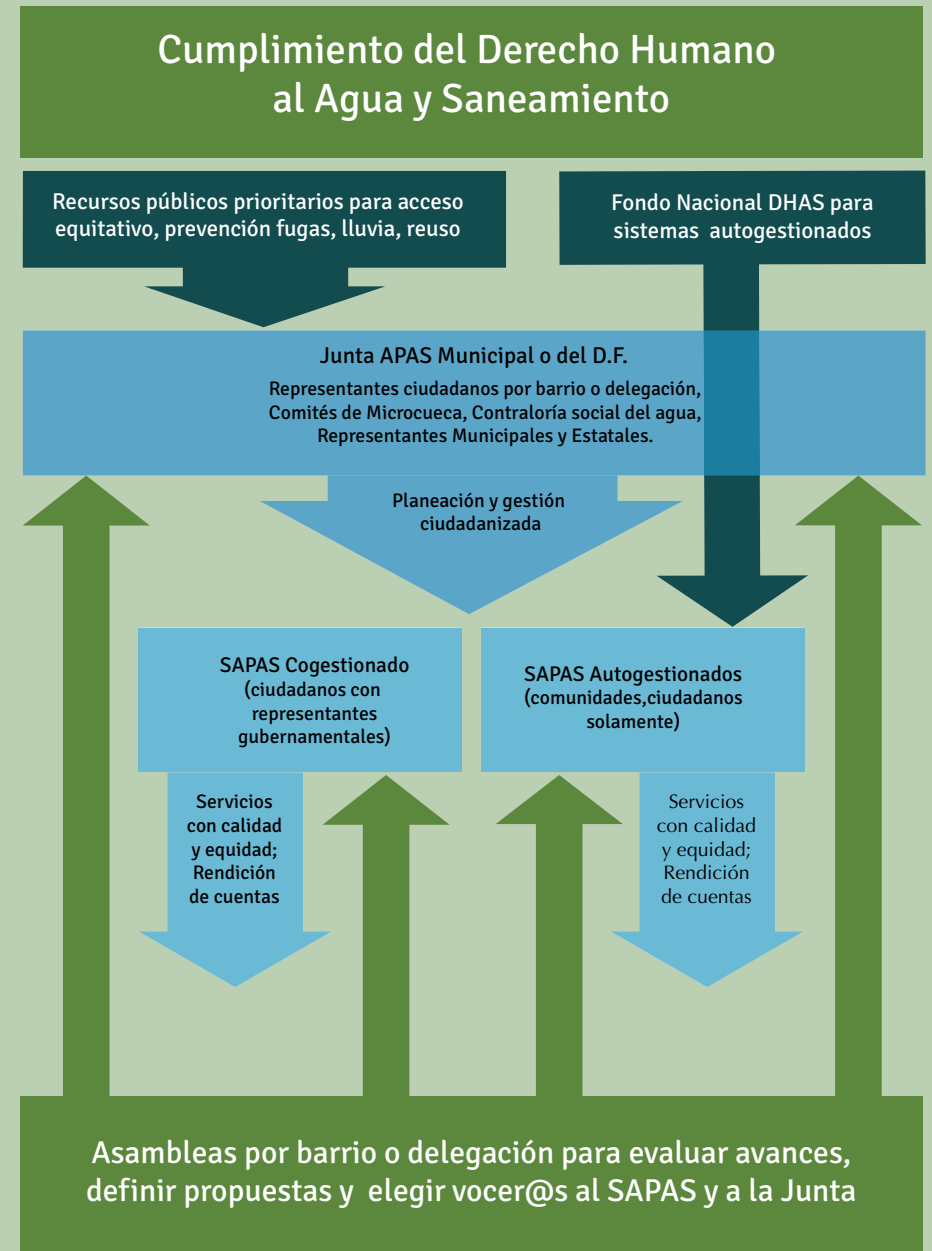 Cumplimiento del Derecho Humano
al Agua y Saneamiento
Recursos públicos prioritarios para acceso
equitativo, prevención fugas, lluvia, reuso
Fondo Nacional DHAS para
sistemas autogestionados
Junta APAS Municipal o del D.F.
Representantes ciudadanos por barrio o delegación,
Comités de Microcueca, Contraloría social del agua,
Representantes Municipales y Estatales.
Planeación y gestión
ciudadanizada
SAPAS Cogestionado
(ciudadanos con
representantes
gubernamentales)
SAPAS Autogestionados
(comunidades,ciudadanos
solamente)
Servicios
con calidad
y equidad;
Rendición
de cuentas
Servicios
con calidad
y equidad;
Rendición
de cuentas
Asambleas por barrio o delegación para evaluar avances,
definir propuestas y elegir vocer@s al SAPAS y a la Junta